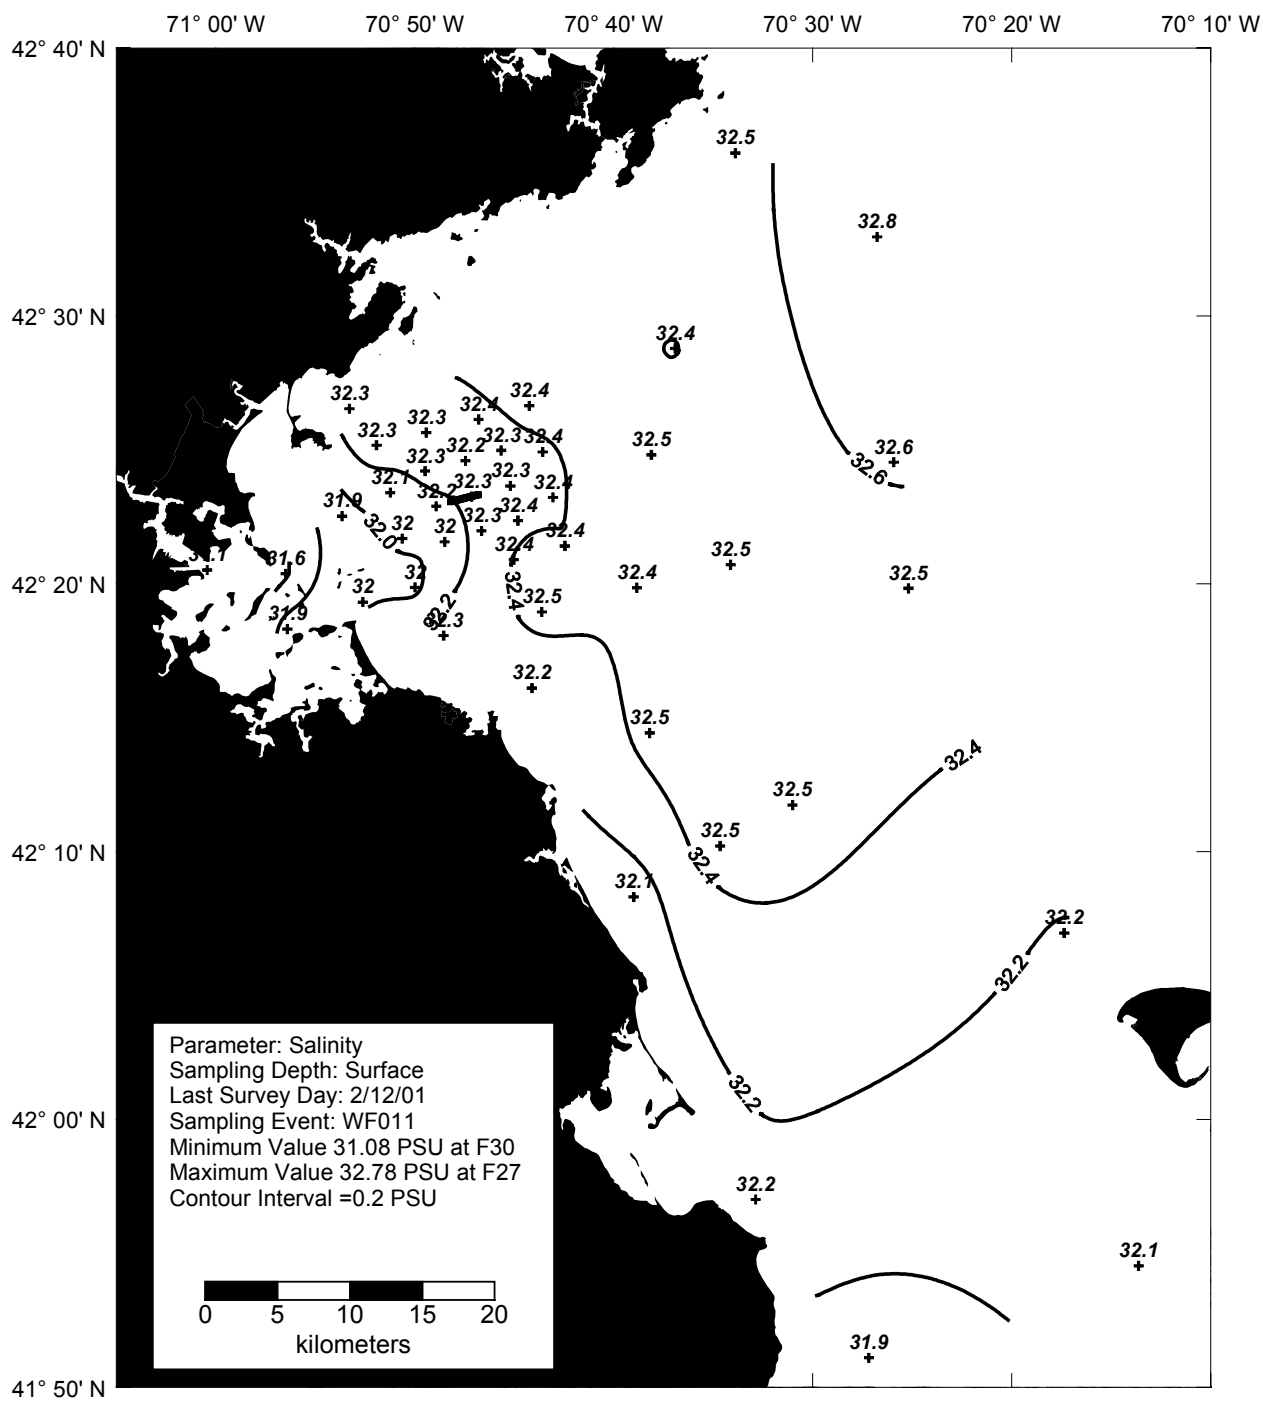 71° 00' W 70° 50' W 70° 40' W 70° 30' W 70° 20' W 70° 10' W
42° 40' N
32.5
32.8
42° 30' N
32.4
32.3 32.4
32.4
32.3
32.3 32.3 32.4
32.5
32.2
32.6
32.3 32.3
32.6
32.1 32.3 32.4
32.2
31.9
32.4
32.0 32 32 32.3 32.4
32.4 32.5
31.6
42° 20' N
32 32 32.4 32.5
32.4
32.2 32.5
31.9 32.3
32.2
32.5
32.4
32.5
32.5
42° 10' N
32.4
32.1
32.2
32.2
32.2
42° 00' N
32.2
32.1
31.9
41° 50' N
Parameter: Salinity
Sampling Depth: Surface
Last Survey Day: 2/12/01
Sampling Event: WF011
Minimum Value 31.08 PSU at F30
Maximum Value 32.78 PSU at F27
Contour Interval =0.2 PSU
0 5 10 15 20
kilometers